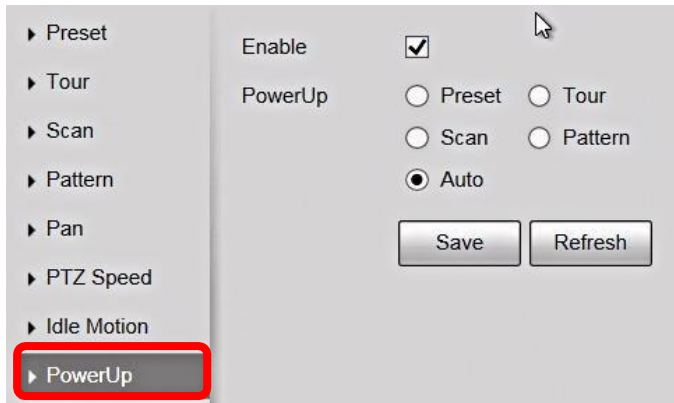 Preset
Tour
Scan
Pattern
Pan
PTZ Speed
Idle Motion
PowerUp
Enable
PowerUp Preset Tour
Scan Pattern
Auto
Save Refresh